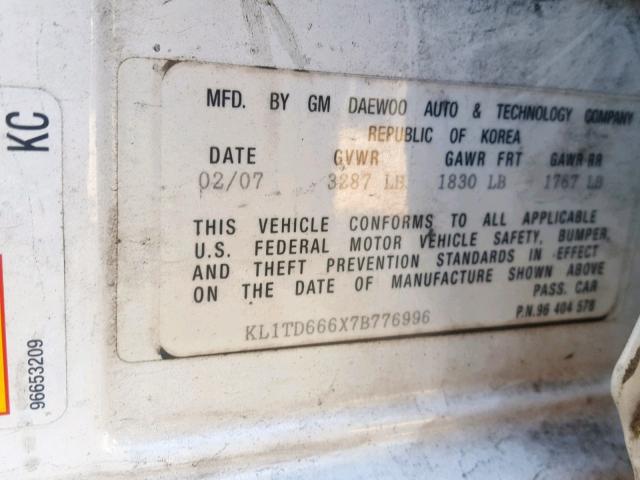 MFD. BY GM DAEWOO AUTO & TECHNOLOGY COMPANY
REPUBLIC OF KOREA
DATE GVWR GAWR FRT GAWR RR
02/07 3287 LB 1830 LB 1767 LB
THIS VEHICLE CONFORMS TO ALL APPLICABLE
U.S. FEDERAL MOTOR VEHICLE SAFETY, BUMPER,
AND THEFT PREVENTION STANDARDS IN EFFECT
ON THE DATE OF MANUFACTURE SHOWN ABOVE
PASS. CAR
KL1TD666X7B776996
P.N.96 404 578
KC
96653209